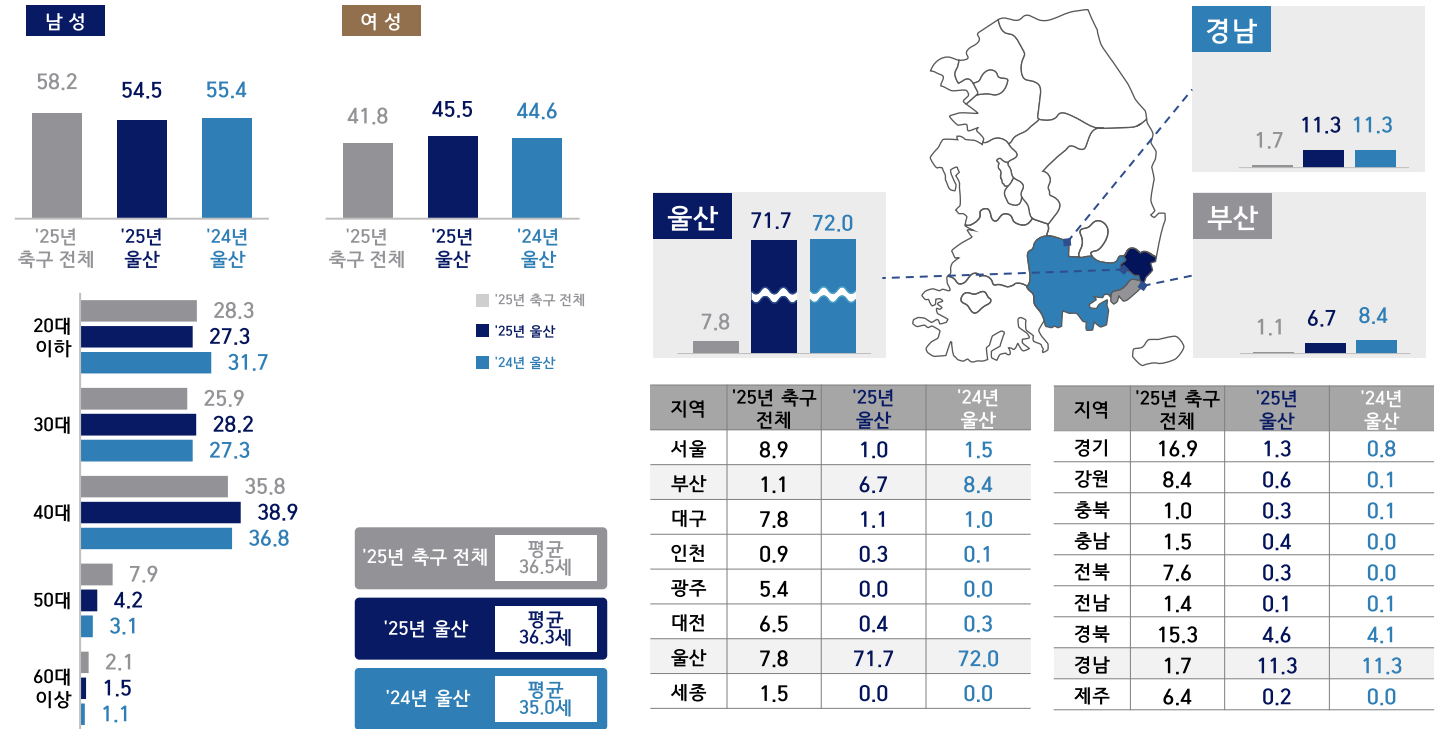 남 성
58.2
54.5
55.4
'25년
축구 전체
'25년
울산
'24년
울산
여 성
41.8
45.5
44.6
'25년
축구 전체
'25년
울산
'24년
울산
'25년 축구 전체
'25년 울산
'24년 울산
20대
이하
28.3
27.3
31.7
30대
25.9
28.2
27.3
40대
35.8
38.9
36.8
50대
7.9
4.2
3.1
60대
이상
2.1
1.5
1.1
'25년 축구 전체
평균
36.5세
'25년 울산
평균
36.3세
'24년 울산
평균
35.0세
울산
7.8
71.7
72.0
경남
1.7
11.3
11.3
부산
1.1
6.7
8.4
지역 '25년 축구 전체 '25년 울산 '24년 울산
서울 8.9 1.0 1.5
부산 1.1 6.7 8.4
대구 7.8 1.1 1.0
인천 0.9 0.3 0.1
광주 5.4 0.0 0.0
대전 6.5 0.4 0.3
울산 7.8 71.7 72.0
세종 1.5 0.0 0.0
지역 '25년 축구 전체 '25년 울산 '24년 울산
경기 16.9 1.3 0.8
강원 8.4 0.6 0.1
충북 1.0 0.3 0.1
충남 1.5 0.4 0.0
전북 7.6 0.3 0.0
전남 1.4 0.1 0.1
경북 15.3 4.6 4.1
경남 1.7 11.3 11.3
제주 6.4 0.2 0.0